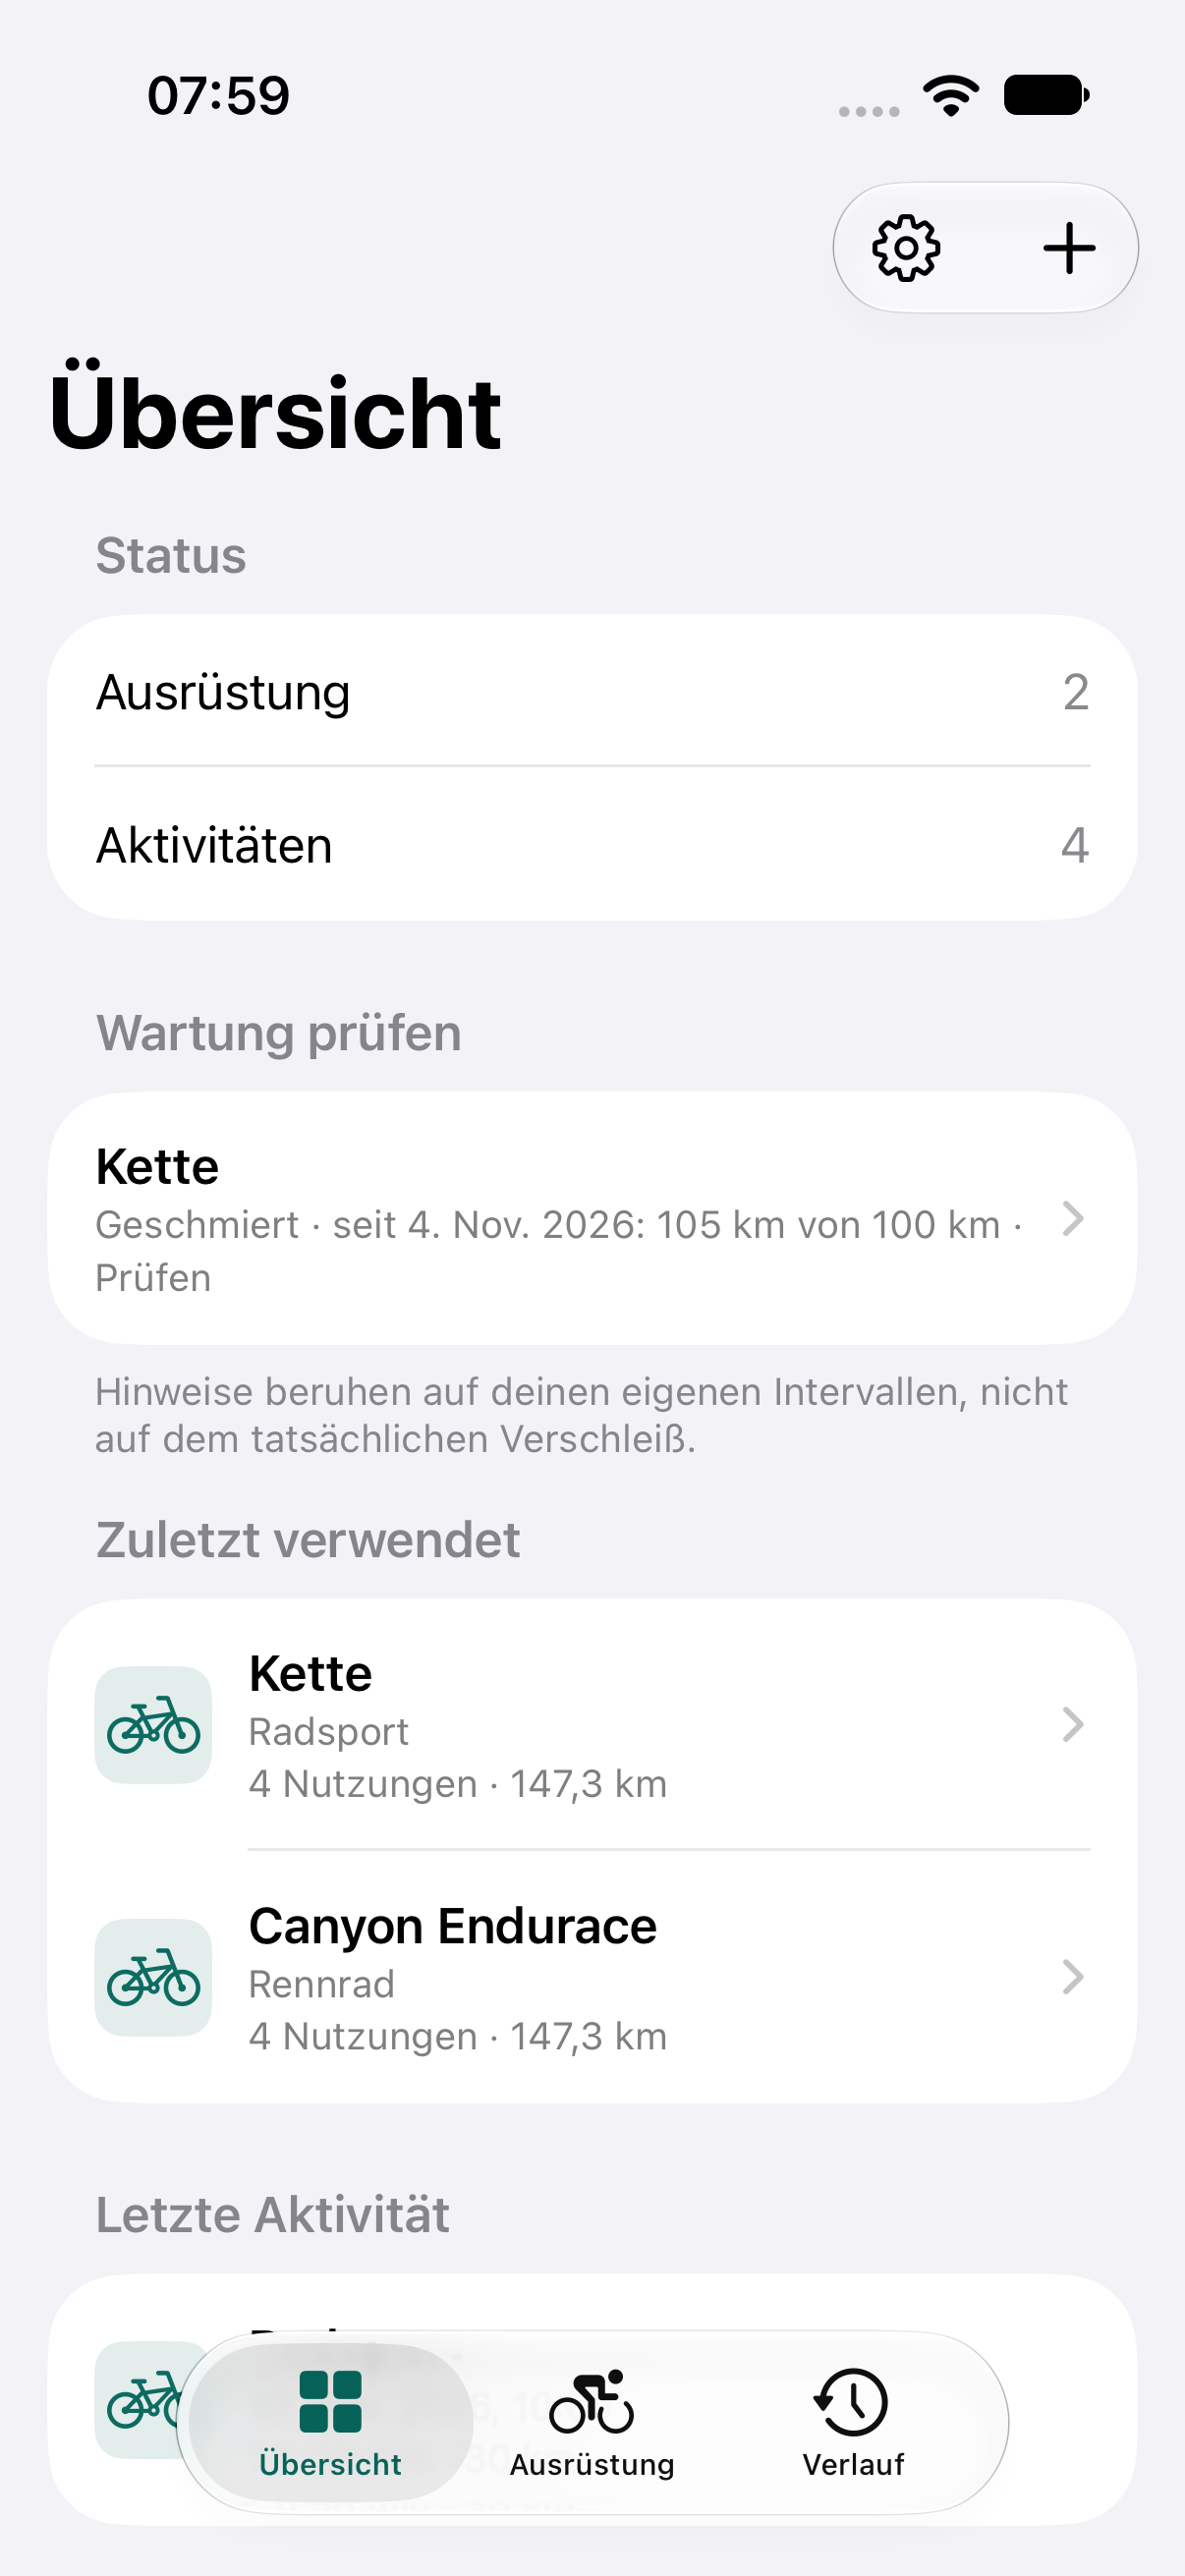 07:59
Übersicht
Status
Ausrüstung 2
Aktivitäten 4
Wartung prüfen
Kette
Geschmiert · seit 4. Nov. 2026: 105 km von 100 km ·
Prüfen
Hinweise beruhen auf deinen eigenen Intervallen, nicht
auf dem tatsächlichen Verschleiß.
Zuletzt verwendet
Kette
Radsport
4 Nutzungen · 147,3 km
Canyon Endurace
Rennrad
4 Nutzungen · 147,3 km
Letzte Aktivität
Übersicht Ausrüstung Verlauf